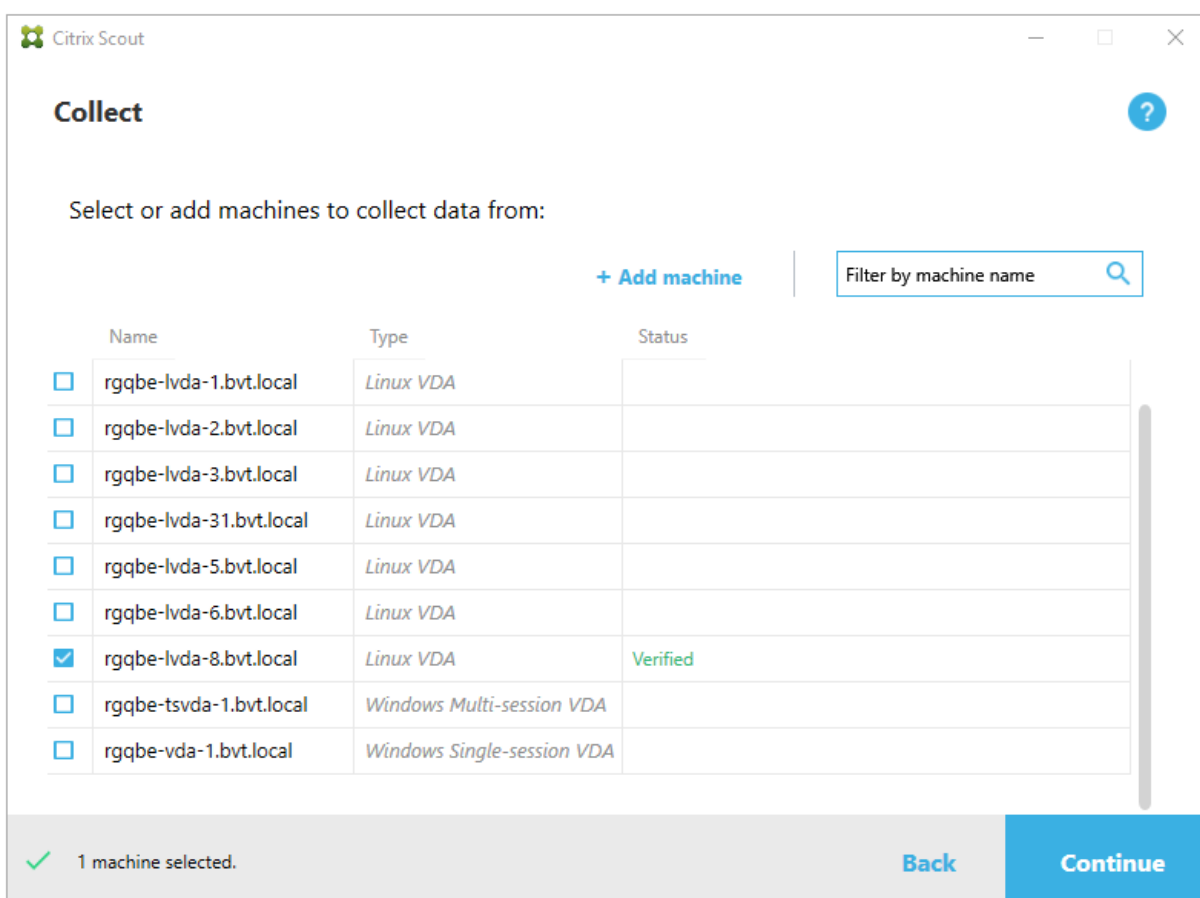 Citrix Scout
Collect
?
Select or add machines to collect data from:
+ Add machine Filter by machine name
Name Type Status
rgqbe-lvda-1.bvt.local Linux VDA
rgqbe-lvda-2.bvt.local Linux VDA
rgqbe-lvda-3.bvt.local Linux VDA
rgqbe-lvda-31.bvt.local Linux VDA
rgqbe-lvda-5.bvt.local Linux VDA
rgqbe-lvda-6.bvt.local Linux VDA
rgqbe-lvda-8.bvt.local Linux VDA Verified
rgqbe-tsvda-1.bvt.local Windows Multi-session VDA
rgqbe-vda-1.bvt.local Windows Single-session VDA
1 machine selected. Back Continue